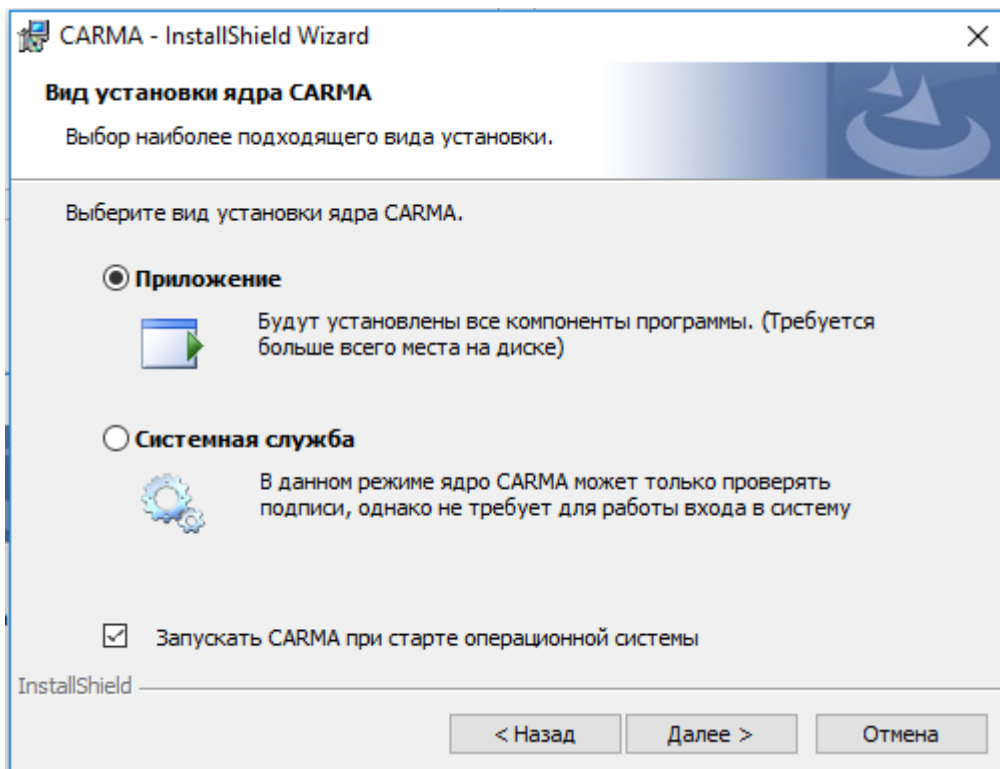 CARMA - InstallShield Wizard
Вид установки ядра CARMA
Выбор наиболее подходящего вида установки.
Выберите вид установки ядра CARMA.
Приложение
Будут установлены все компоненты программы. (Требуется
больше всего места на диске)
Системная служба
В данном режиме ядро CARMA может только проверять
подписи, однако не требует для работы входа в систему
Запускать CARMA при старте операционной системы
InstallShield
< Назад
Далее >
Отмена